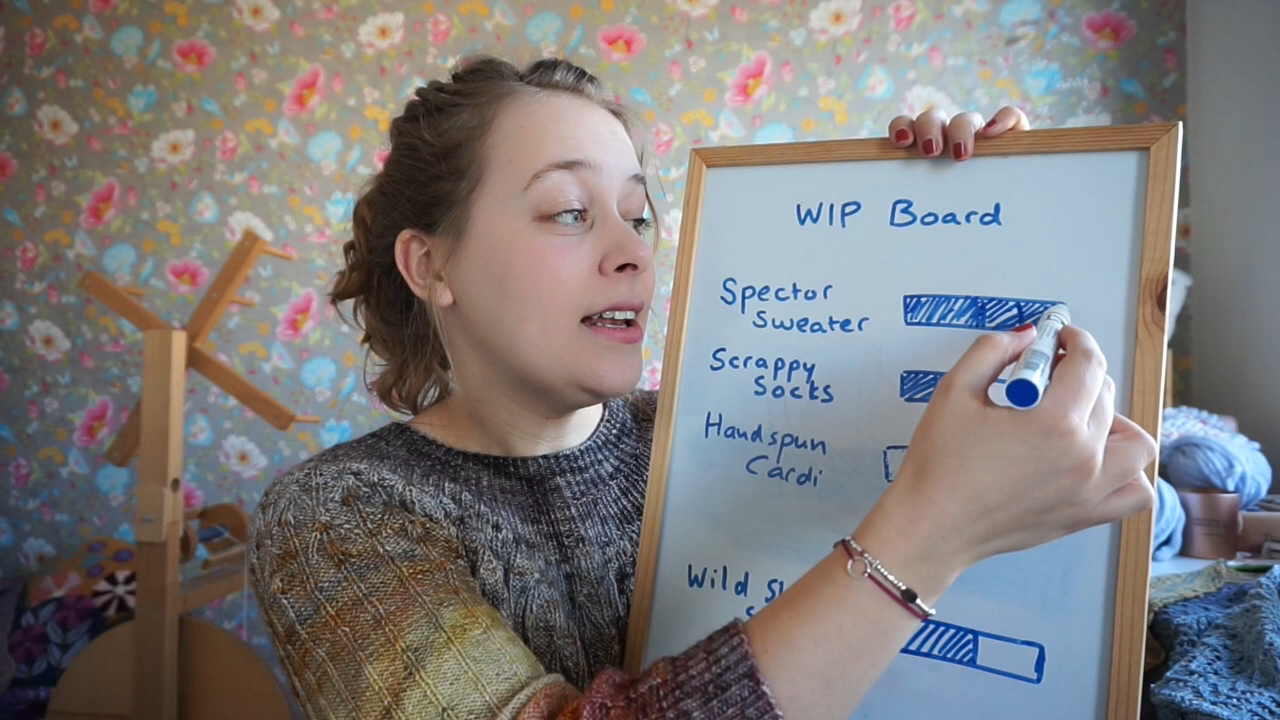 WIP Board
Spector
Sweater
Scrappy
Socks
Handspun
Cardi
Wild